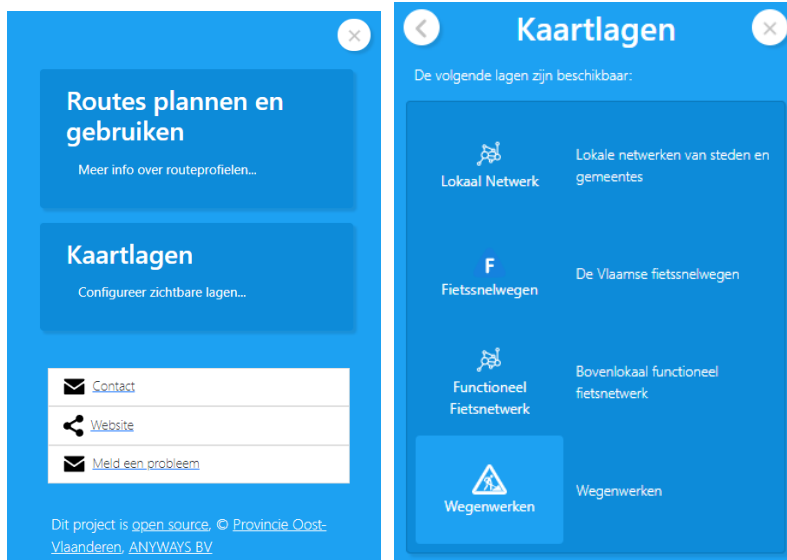 Routes plannen en
gebruiken
Meer info over routeprofielen...
Kaartlagen
Configureer zichtbare lagen...
Contact
Website
Meld een probleem
Dit project is open source, © Provincie Oost-
Vlaanderen, ANYWAYS BV
Kaartlagen
De volgende lagen zijn beschikbaar:
Lokaal Netwerk
Lokale netwerken van steden en
gemeentes
F
Fietssnelwegen
De Vlaamse fietssnelwegen
Functioneel
Fietsnetwerk
Bovenlokaal functioneel
fietsnetwerk
Wegenwerken
Wegenwerken